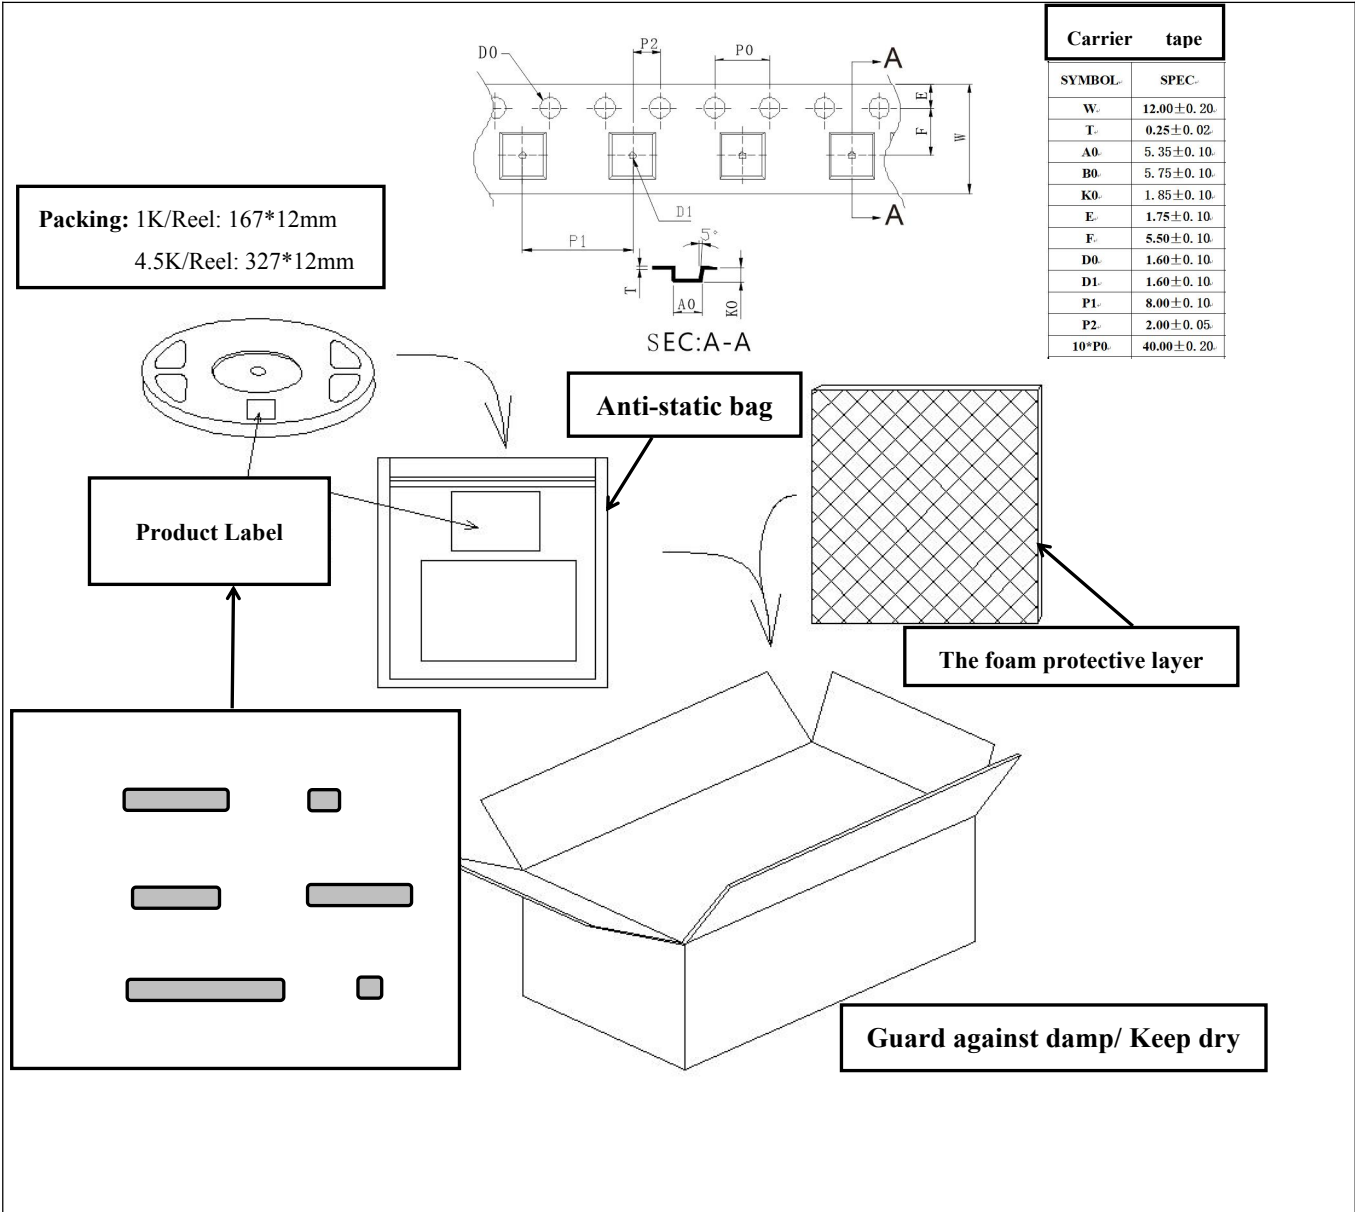 D0
P2
P0
A
E
F
W
D1
A
P1
5°
T
A0
K0
SEC:A-A
Carrier tape
SYMBOL SPEC
W 12.00±0.20
T 0.25±0.02
A0 5.35±0.10
B0 5.75±0.10
K0 1.85±0.10
E 1.75±0.10
F 5.50±0.10
D0 1.60±0.10
D1 1.60±0.10
P1 8.00±0.10
P2 2.00±0.05
10*P0 40.00±0.20
Packing: 1K/Reel: 167*12mm
4.5K/Reel: 327*12mm
Anti-static bag
Product Label
The foam protective layer
Guard against damp/ Keep dry